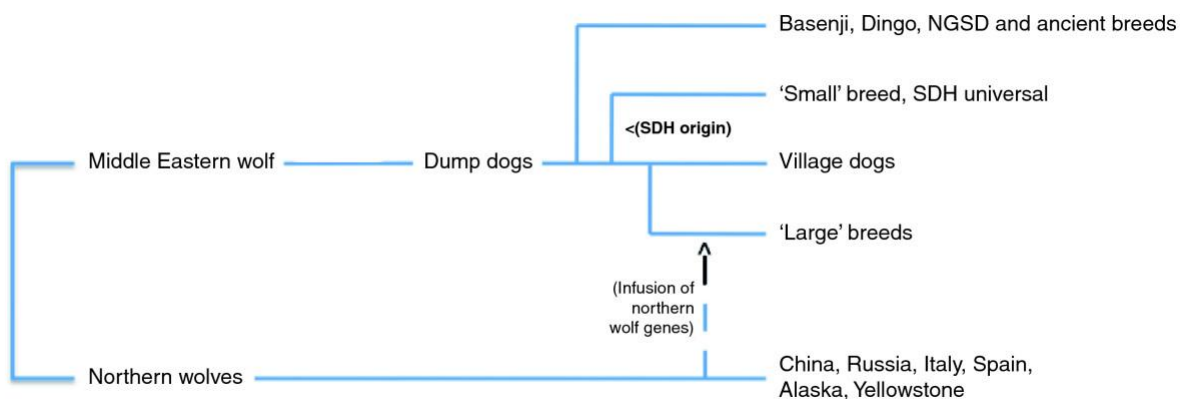 Basenji, Dingo, NGSD and ancient breeds
‘Small’ breed, SDH universal
<(SDH origin)
Middle Eastern wolf
Dump dogs
Village dogs
‘Large’ breeds
(Infusion of
northern
wolf genes)
Northern wolves
China, Russia, Italy, Spain,
Alaska, Yellowstone